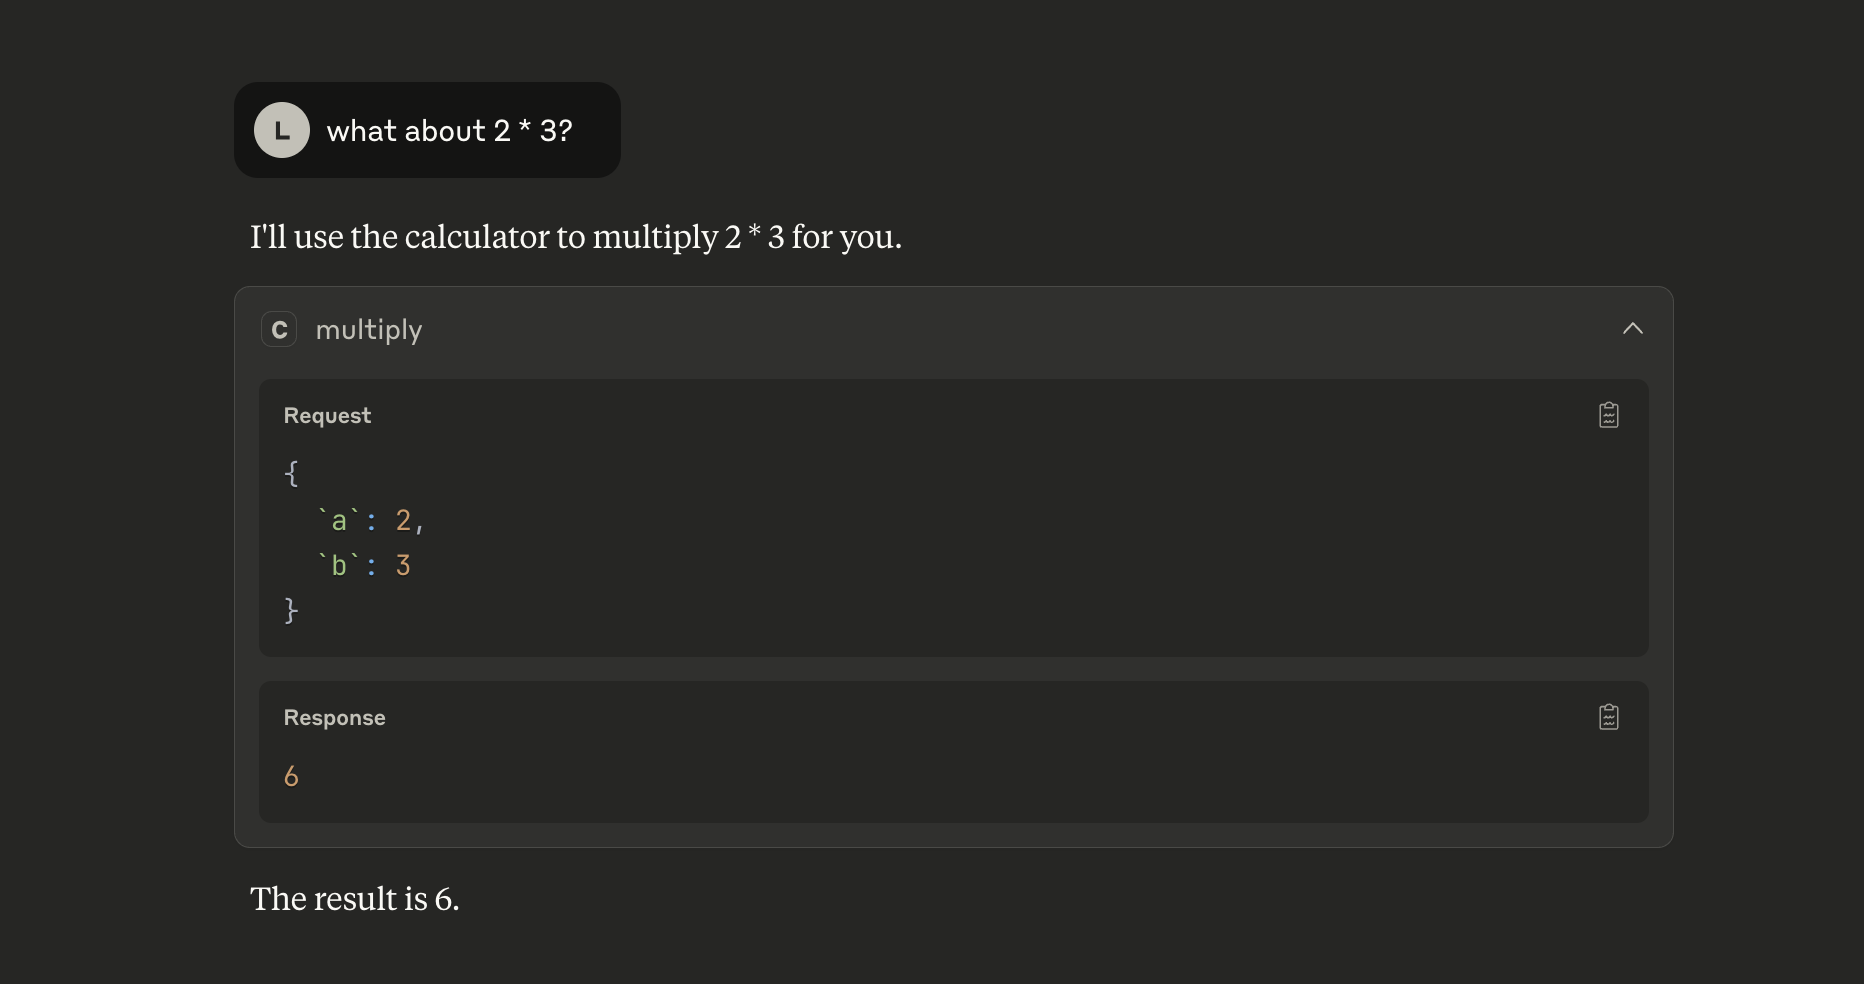 L what about 2 * 3?
I'll use the calculator to multiply 2 * 3 for you.
C multiply
Request
{
  `a`: 2,
  `b`: 3
}
Response
6
The result is 6.